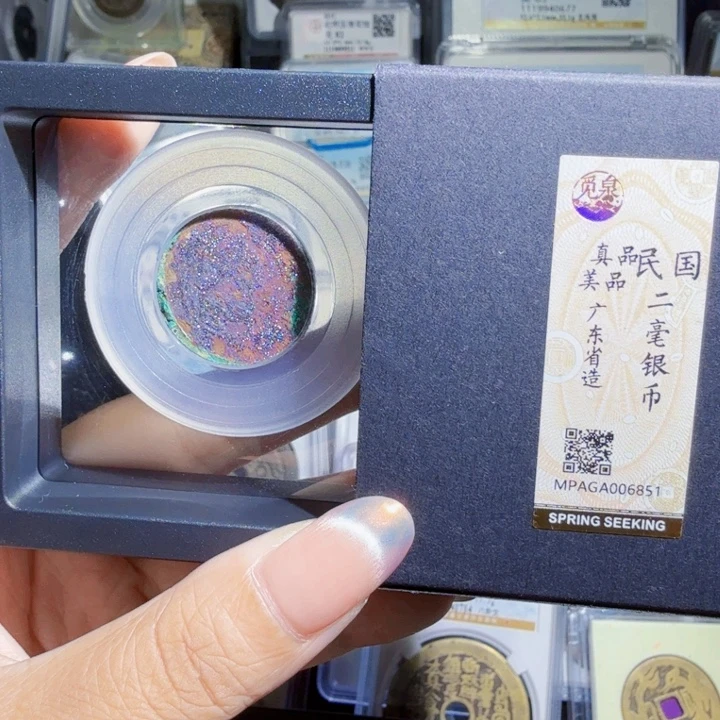 觅泉
民国
二毫银币
真品
美品
广东省造
MPAGA006851
SPRING SEEKING
1119940677